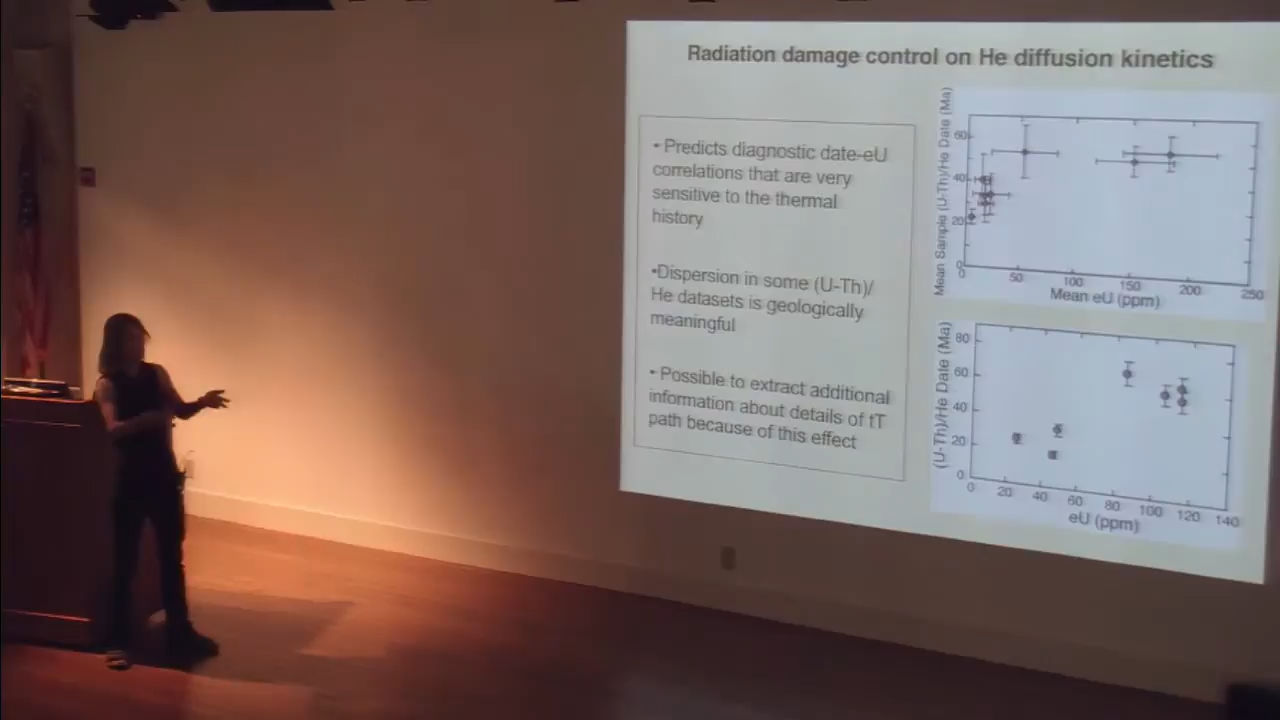 Radiation damage control on He diffusion kinetics
• Predicts diagnostic date-eU
correlations that are very
sensitive to the thermal
history
•Dispersion in some (U-Th)/
He datasets is geologically
meaningful
• Possible to extract additional
information about details of tT
path because of this effect
Mean Sample (U-Th)/He Date (Ma)
60
40
20
0
0 50 100 150 200 250
Mean eU (ppm)
(U-Th)/He Date (Ma)
80
60
40
20
0
0 20 40 60 80 100 120 140
eU (ppm)